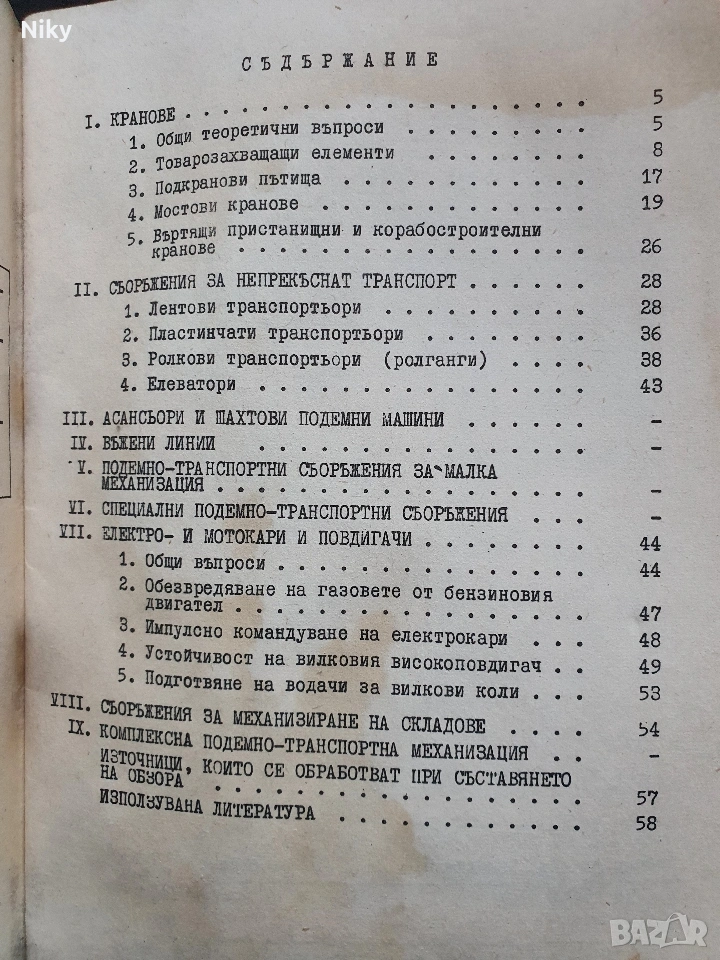 Niky
СЪДЪРЖАНИЕ
I. КРАНОВЕ . . . . . . . . . . . . . . . . . . 5
1. Общи теоретични въпроси . . . . . . . . 5
2. Товарозахващащи елементи . . . . . . . 8
3. Подкранови пътища . . . . . . . . . . . 17
4. Мостови кранове . . . . . . . . . . . . 19
5. Въртящи пристанищни и корабостроителни
кранове . . . . . . . . . . . . . . . . 26
II. СЪОРЪЖЕНИЯ ЗА НЕПРЕКЪСНАТ ТРАНСПОРТ . . . . . . 28
1. Лентови транспортьори . . . . . . . . . 28
2. Пластинчати транспортьори . . . . . . . 36
3. Ролкови транспортьори (ролганги) . . . . 38
4. Елеватори . . . . . . . . . . . . . . . 43
III. АСАНСЬОРИ И ШАХТОВИ ПОДЕМНИ МАШИНИ . . . . . . –
IV. ВЪЖЕНИ ЛИНИИ . . . . . . . . . . . . . . . –
V. ПОДЕМНО-ТРАНСПОРТНИ СЪОРЪЖЕНИЯ ЗА МАЛКА
МЕХАНИЗАЦИЯ . . . . . . . . . . . . . . . . –
VI. СПЕЦИАЛНИ ПОДЕМНО-ТРАНСПОРТНИ СЪОРЪЖЕНИЯ . . . –
VII. ЕЛЕКТРО- И МОТОКАРИ И ПОВДИГАЧИ . . . . . . . 44
1. Общи въпроси . . . . . . . . . . . . . . 44
2. Обезвредяване на газовете от бензиновия
двигател . . . . . . . . . . . . . . . . 47
3. Импулсно командуване на електрокари . . . 48
4. Устойчивост на вилковия високоповдигач . . 49
5. Подготвяне на водачи за вилкови коли . . . 53
VIII. СЪОРЪЖЕНИЯ ЗА МЕХАНИЗИРАНЕ НА СКЛАДОВЕ . . . . 54
IX. КОМПЛЕКСНА ПОДЕМНО-ТРАНСПОРТНА МЕХАНИЗАЦИЯ . . –
ИЗТОЧНИЦИ, КОИТО СЕ ОБРАБОТВАТ ПРИ СЪСТАВЯНЕТО
НА ОБЗОРА . . . . . . . . . . . . . . . . . 57
ИЗПОЛЗУВАНА ЛИТЕРАТУРА . . . . . . . . . . . 58
BAZAR